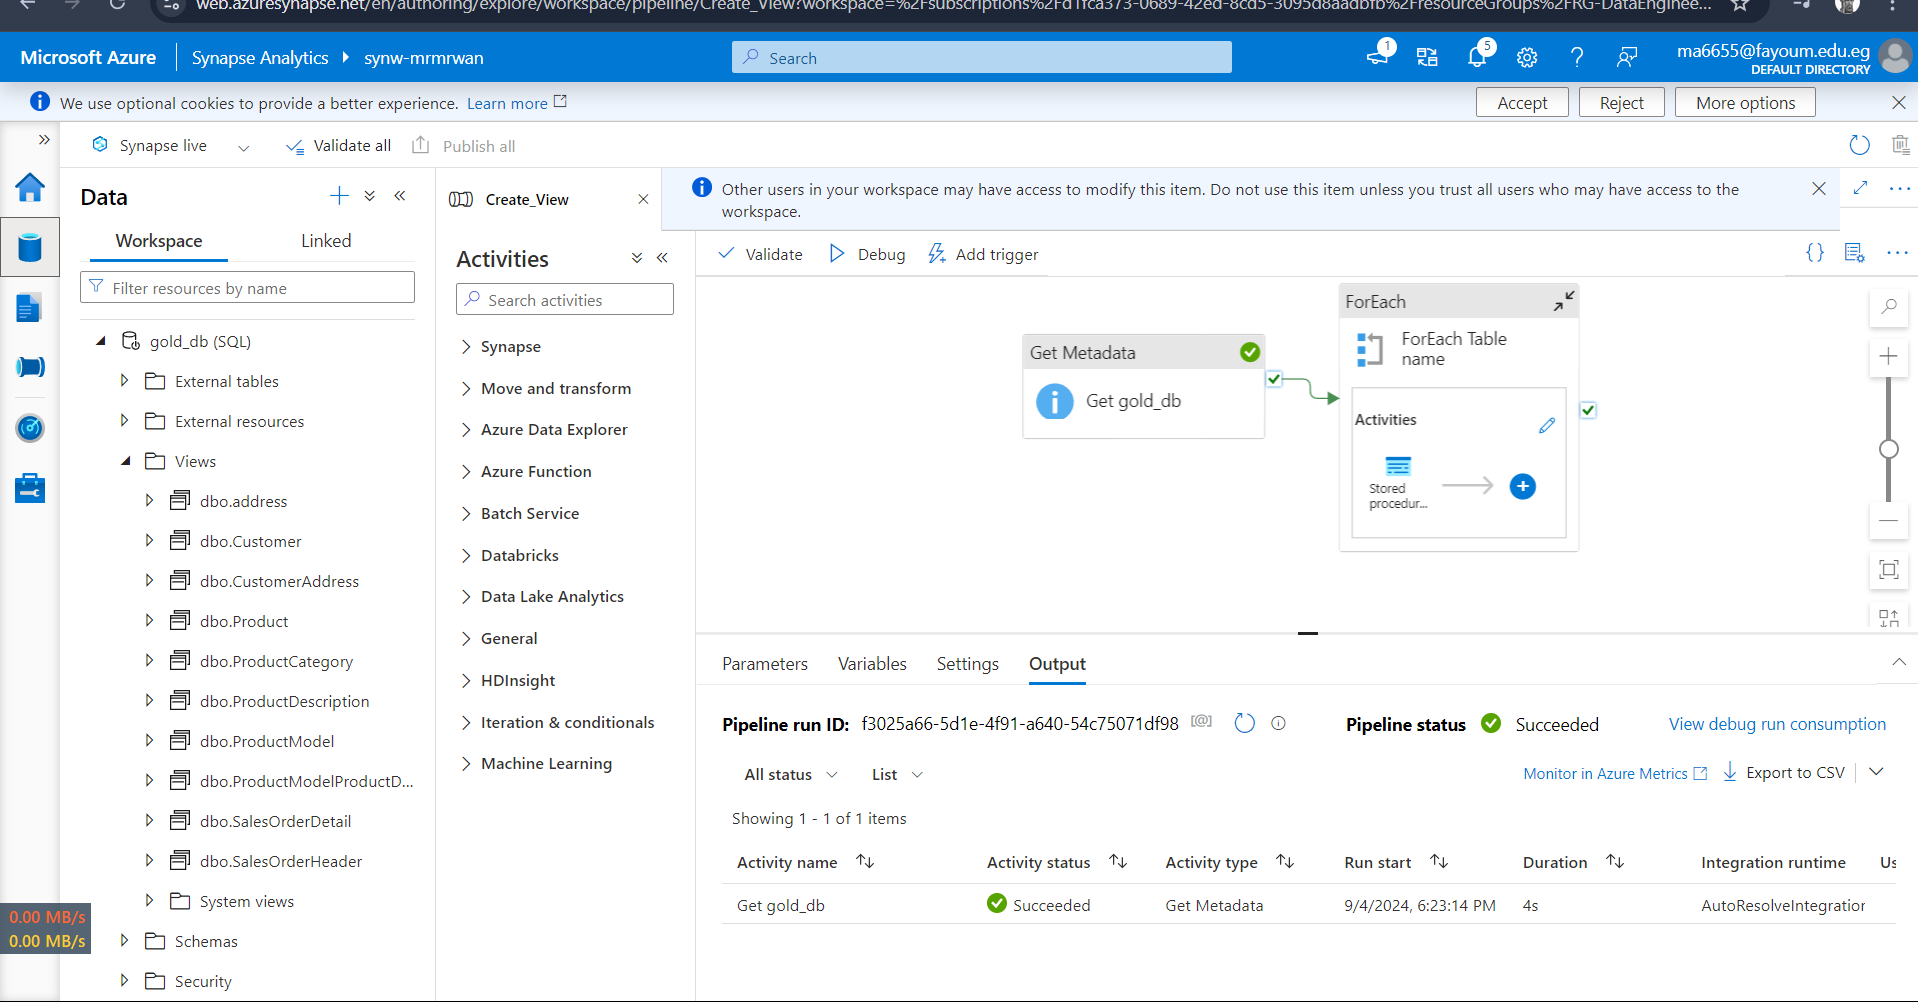 web.azuresynapse.net/en/authoring/explore/workspace/pipeline/Create_View?workspace=%2Fsubscriptions%2Fd1fca373-0689-42ed-8cd5-3095d8aadbfb%2FresourceGroups%2FRG-DataEnginee...
Microsoft Azure
Synapse Analytics
synw-mrmrwan
Search
1
5
ma6655@fayoum.edu.eg
DEFAULT DIRECTORY
We use optional cookies to provide a better experience. Learn more
Accept
Reject
More options
Synapse live
Validate all
Publish all
Data
Workspace
Linked
Filter resources by name
gold_db (SQL)
External tables
External resources
Views
dbo.address
dbo.Customer
dbo.CustomerAddress
dbo.Product
dbo.ProductCategory
dbo.ProductDescription
dbo.ProductModel
dbo.ProductModelProductD...
dbo.SalesOrderDetail
dbo.SalesOrderHeader
System views
Schemas
Security
0.00 MB/s
0.00 MB/s
Create_View
Other users in your workspace may have access to modify this item. Do not use this item unless you trust all users who may have access to the
workspace.
Activities
Search activities
Synapse
Move and transform
Azure Data Explorer
Azure Function
Batch Service
Databricks
Data Lake Analytics
General
HDInsight
Iteration & conditionals
Machine Learning
Validate
Debug
Add trigger
Get Metadata
Get gold_db
ForEach
ForEach Table
name
Activities
Stored
procedur...
Parameters
Variables
Settings
Output
Pipeline run ID: f3025a66-5d1e-4f91-a640-54c75071df98
Pipeline status
Succeeded
View debug run consumption
All status
List
Monitor in Azure Metrics
Export to CSV
Showing 1 - 1 of 1 items
Activity name
Activity status
Activity type
Run start
Duration
Integration runtime
Us
Get gold_db
Succeeded
Get Metadata
9/4/2024, 6:23:14 PM
4s
AutoResolveIntegration